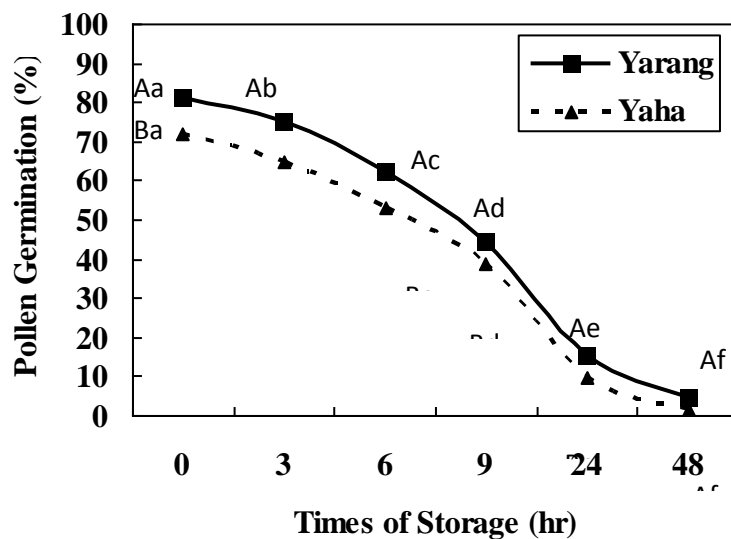 100
90
80
70
60
50
40
30
20
10
0
Pollen Germination (%)
Yarang
Yaha
Aa
Ab
Ba
Ac
Ad
Ae
Af
0 3 6 9 24 48
Times of Storage (hr)